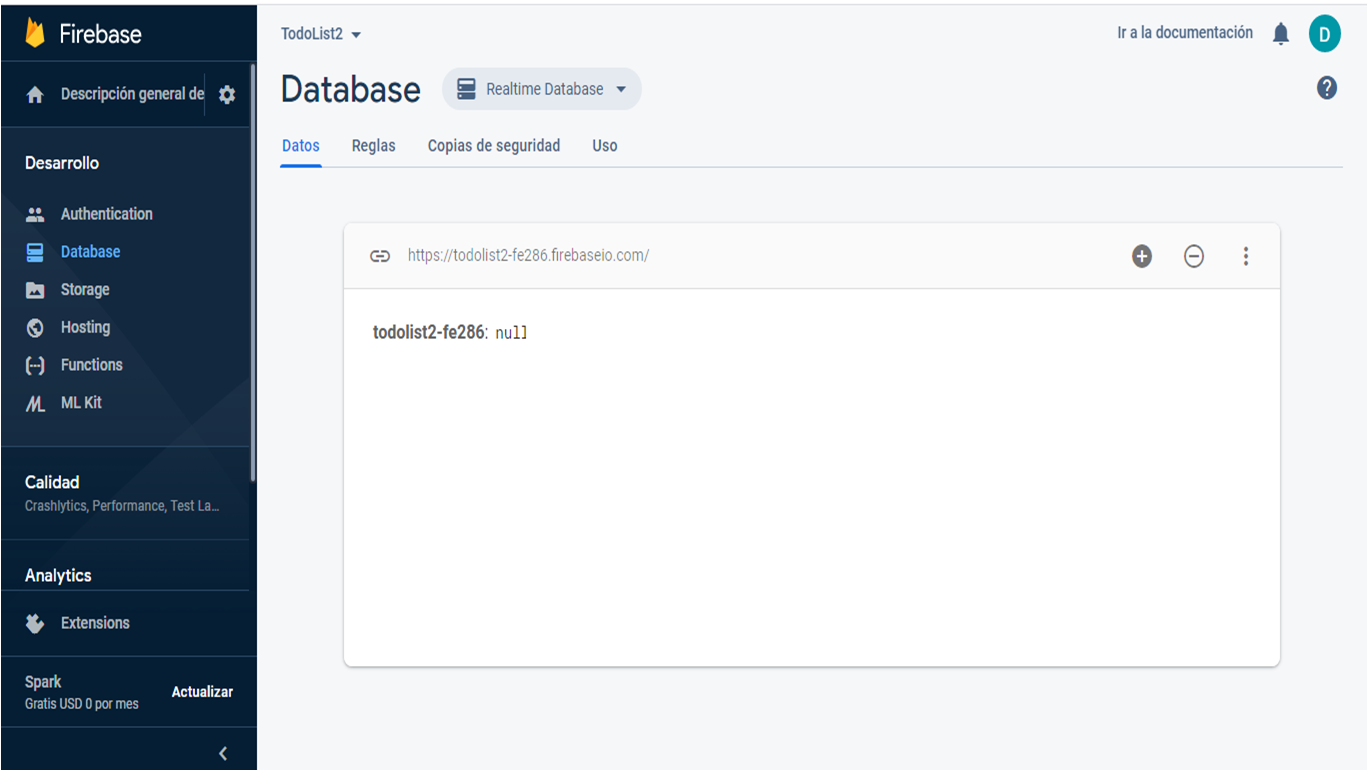 Firebase
Descripción general de
Desarrollo
Authentication
Database
Storage
Hosting
Functions
ML Kit
Calidad
Crashlytics, Performance, Test La...
Analytics
Extensions
Spark
Gratis USD 0 por mes
Actualizar
TodoList2
Ir a la documentación
D
Database
Realtime Database
?
Datos Reglas Copias de seguridad Uso
https://todolist2-fe286.firebaseio.com/
todolist2-fe286: null